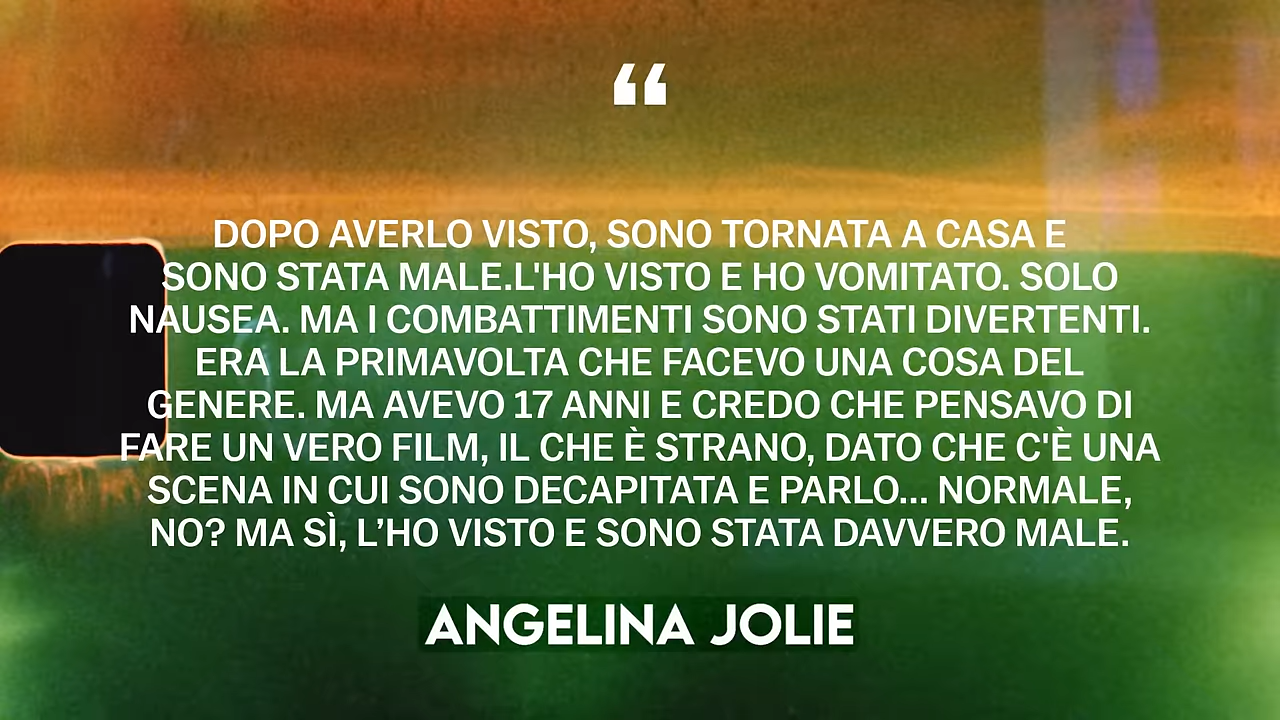 “
DOPO AVERLO VISTO, SONO TORNATA A CASA E
SONO STATA MALE.L'HO VISTO E HO VOMITATO. SOLO
NAUSEA. MA I COMBATTIMENTI SONO STATI DIVERTENTI.
ERA LA PRIMAVOLTA CHE FACEVO UNA COSA DEL
GENERE. MA AVEVO 17 ANNI E CREDO CHE PENSAVO DI
FARE UN VERO FILM, IL CHE È STRANO, DATO CHE C'È UNA
SCENA IN CUI SONO DECAPITATA E PARLO... NORMALE,
NO? MA SÌ, L’HO VISTO E SONO STATA DAVVERO MALE.
ANGELINA JOLIE